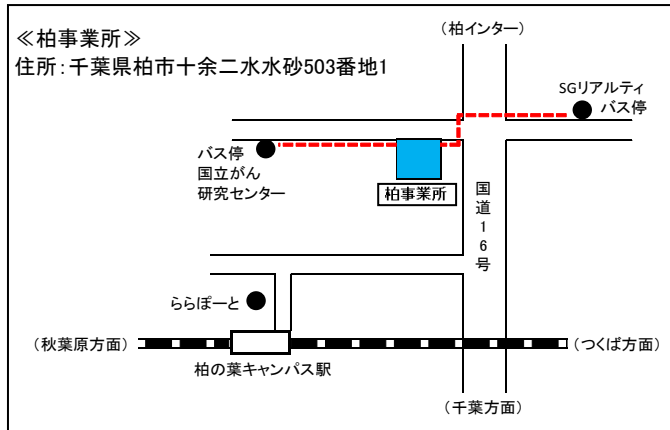 ≪柏事業所≫
住所：千葉県柏市十余二水水砂503番地1
（柏インター）
SGリアルティ
バス停
バス停
国立がん
研究センター
柏事業所
国道16号
ららぽーと
（秋葉原方面）
（つくば方面）
柏の葉キャンパス駅
（千葉方面）